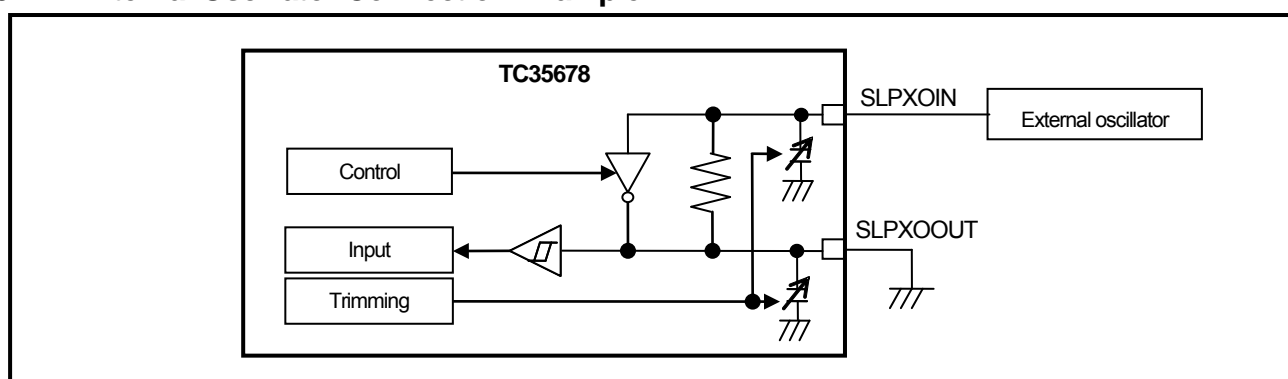 TC35678
SLPXOIN
External oscillator
Control
SLPXOOUT
Input
Trimming